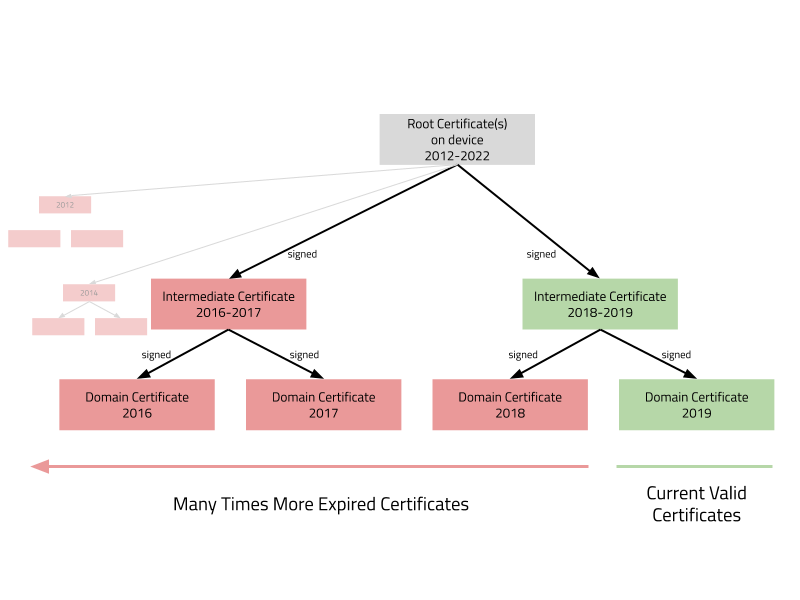 Root Certificate(s)
on device
2012-2022
2012
signed
signed
2014
Intermediate Certificate
2016-2017
Intermediate Certificate
2018-2019
signed
signed
signed
signed
Domain Certificate
2016
Domain Certificate
2017
Domain Certificate
2018
Domain Certificate
2019
Many Times More Expired Certificates
Current Valid
Certificates